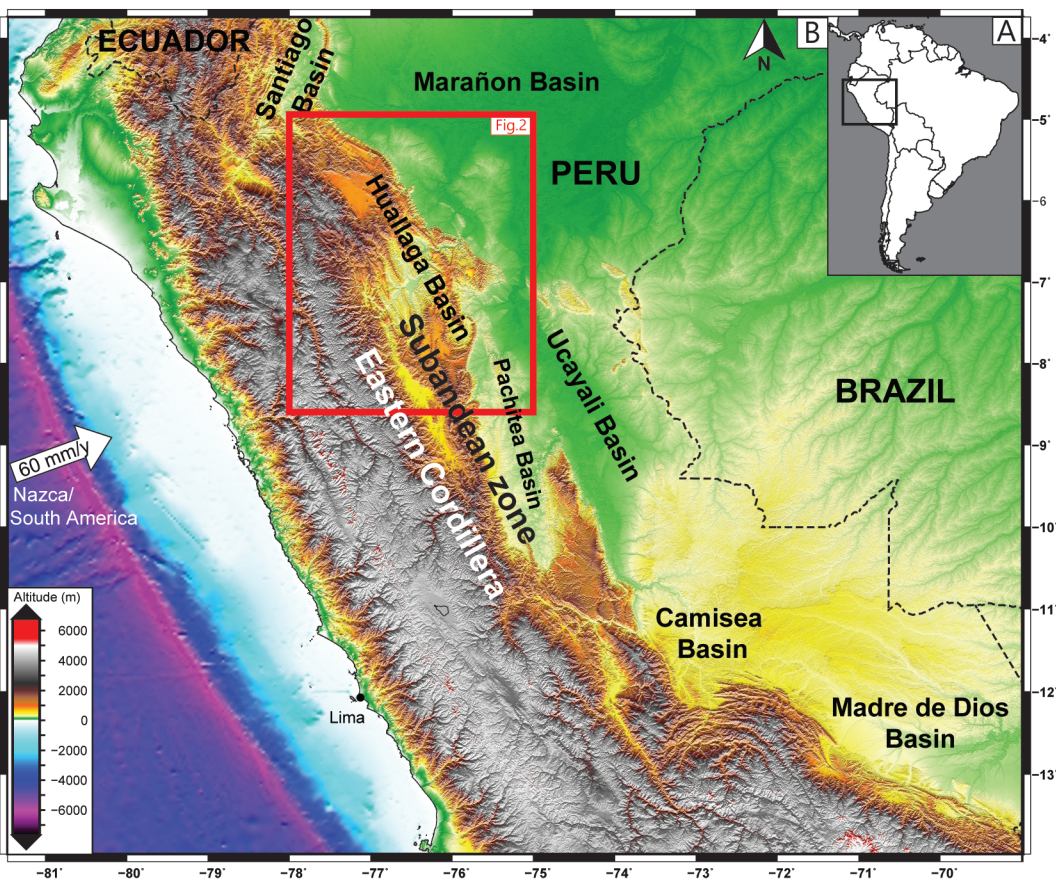 ECUADOR
Santiago
Basin
Marañon Basin
N
B
A
Fig.2
PERU
Huallaga Basin
Subandean zone
Eastern Cordillera
Pachitea Basin
Ucayali Basin
BRAZIL
60 mm/y
Nazca/
South America
Camisea
Basin
Madre de Dios
Basin
Lima
Altitude (m)
6000
4000
2000
0
−2000
−4000
−6000
−4°
−5°
−6
−7°
−8°
−9°
−10°
−11°
−12°
−13°
−81°
−80°
−79°
−78°
−77°
−76°
−75°
−74°
−73°
−72°
−71°
−70°